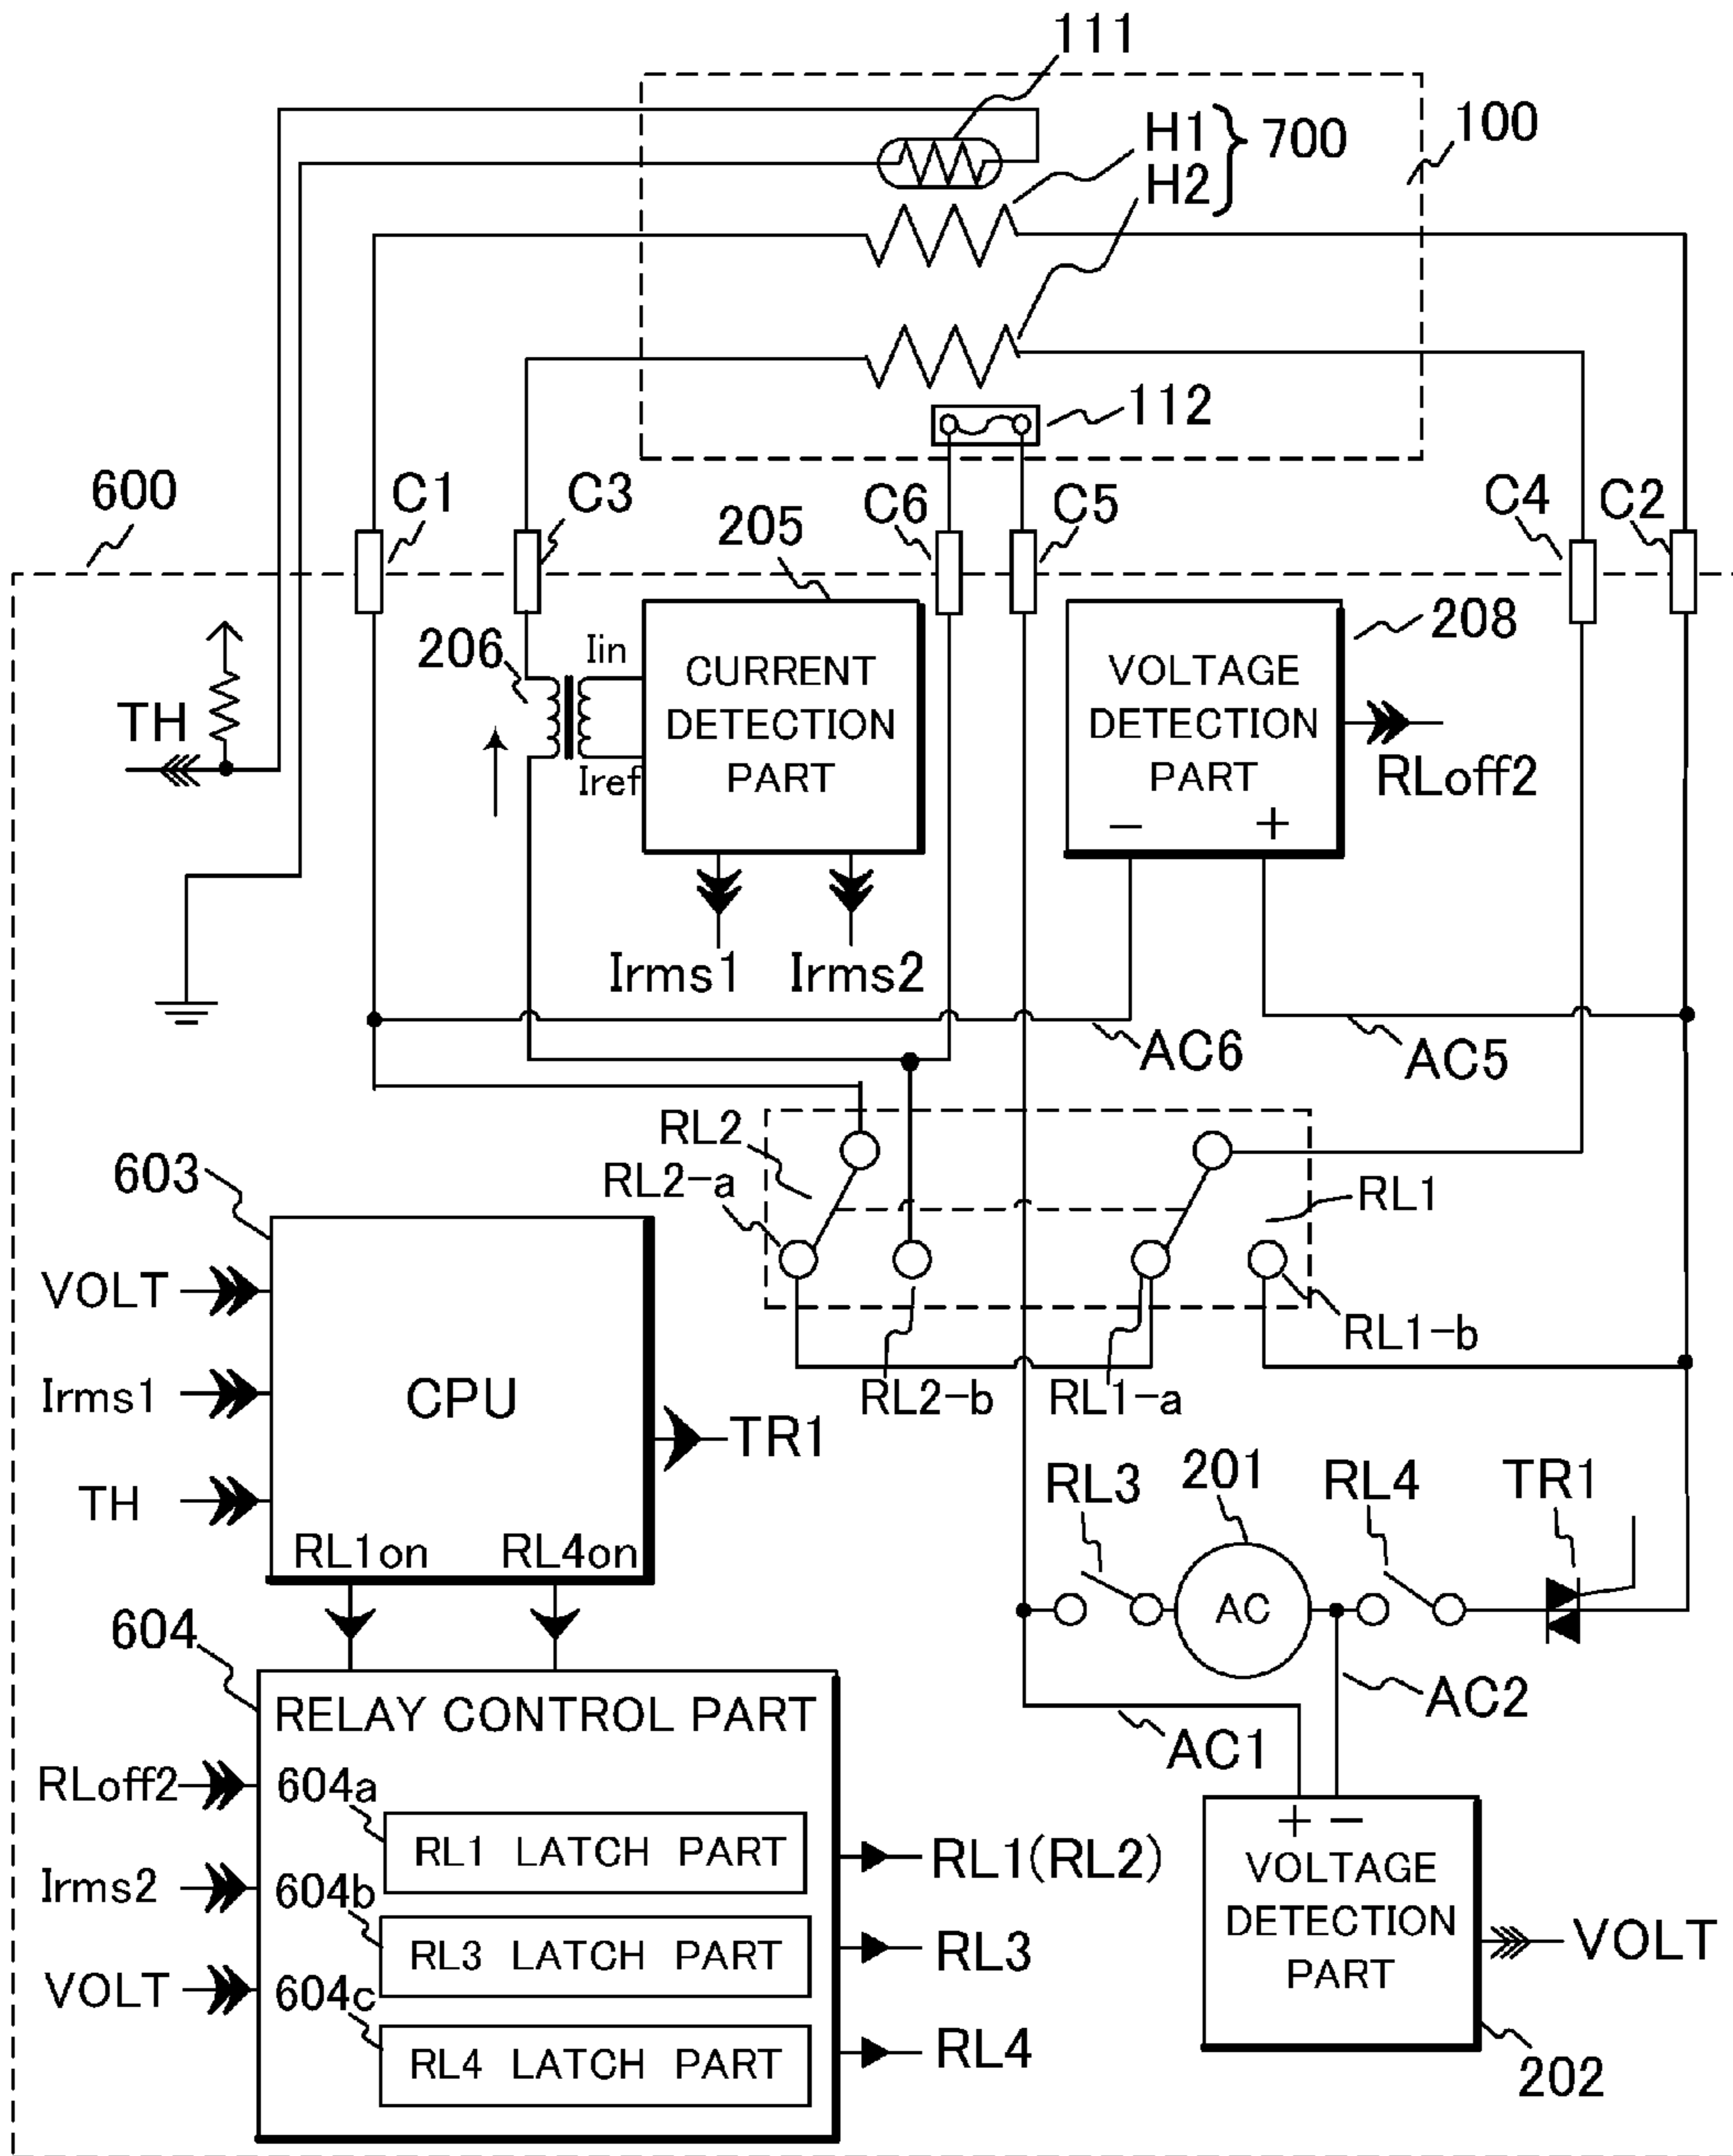 111
H1
700
H2
100
112
600
C1
C3
C6
C5
C4
C2
205
206
Iin
CURRENT
DETECTION
PART
Iref
208
VOLTAGE
DETECTION
PART
− +
RLoff2
TH
Irms1
Irms2
AC6
AC5
RL2
RL2-a
RL1
RL1-b
RL2-b
RL1-a
603
VOLT
Irms1
TH
CPU
TR1
RL1on
RL4on
RL3
201
AC
RL4
TR1
AC1
AC2
604
RELAY CONTROL PART
RLoff2
Irms2
VOLT
604a
RL1 LATCH PART
604b
RL3 LATCH PART
604c
RL4 LATCH PART
RL1(RL2)
RL3
RL4
+ −
VOLTAGE
DETECTION
PART
VOLT
202